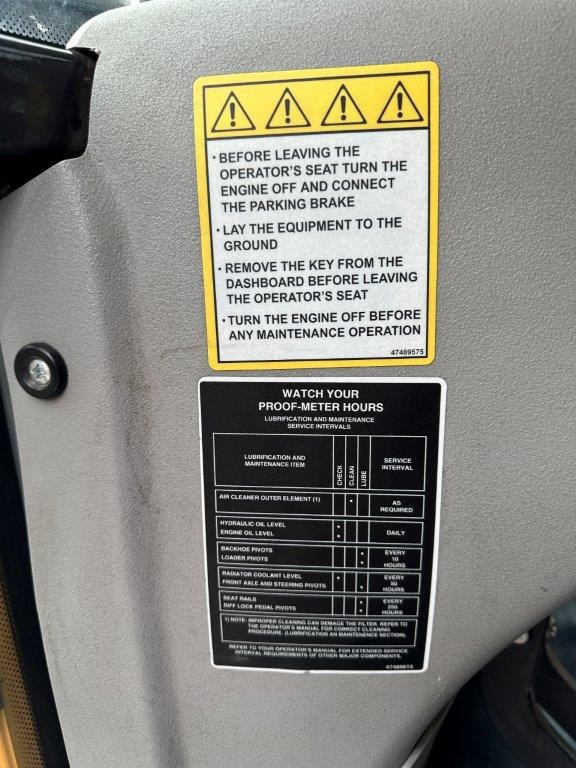 • BEFORE LEAVING THE
OPERATOR'S SEAT TURN THE
ENGINE OFF AND CONNECT
THE PARKING BRAKE
• LAY THE EQUIPMENT TO THE
GROUND
• REMOVE THE KEY FROM THE
DASHBOARD BEFORE LEAVING
THE OPERATOR'S SEAT
• TURN THE ENGINE OFF BEFORE
ANY MAINTENANCE OPERATION
47489575
WATCH YOUR
PROOF-METER HOURS
LUBRIFICATION AND MAINTENANCE
SERVICE INTERVALS
LUBRIFICATION AND
MAINTENANCE ITEM
CHECK
CLEAN
LUBE
SERVICE
INTERVAL
AIR CLEANER OUTER ELEMENT (1)
AS
REQUIRED
HYDRAULIC OIL LEVEL
ENGINE OIL LEVEL
DAILY
BACKHOE PIVOTS
LOADER PIVOTS
EVERY
10
HOURS
RADIATOR COOLANT LEVEL
FRONT AXLE AND STEERING PIVOTS
EVERY
50
HOURS
SEAT RAILS
DIFF LOCK PEDAL PIVOTS
EVERY
250
HOURS
1) NOTE: IMPROPER CLEANING CAN DEMAGE THE FILTER. REFER TO
THE OPERATOR'S MANUAL FOR CORRECT CLEANING
PROCEDURE. (LUBRIFICATION AN MAINTENANCE SECTION).
REFER TO YOUR OPERATOR'S MANUAL FOR EXTENDED SERVICE
INTERVAL REQUIREMENTS OF OTHER MAJOR COMPONENTS.
47489615